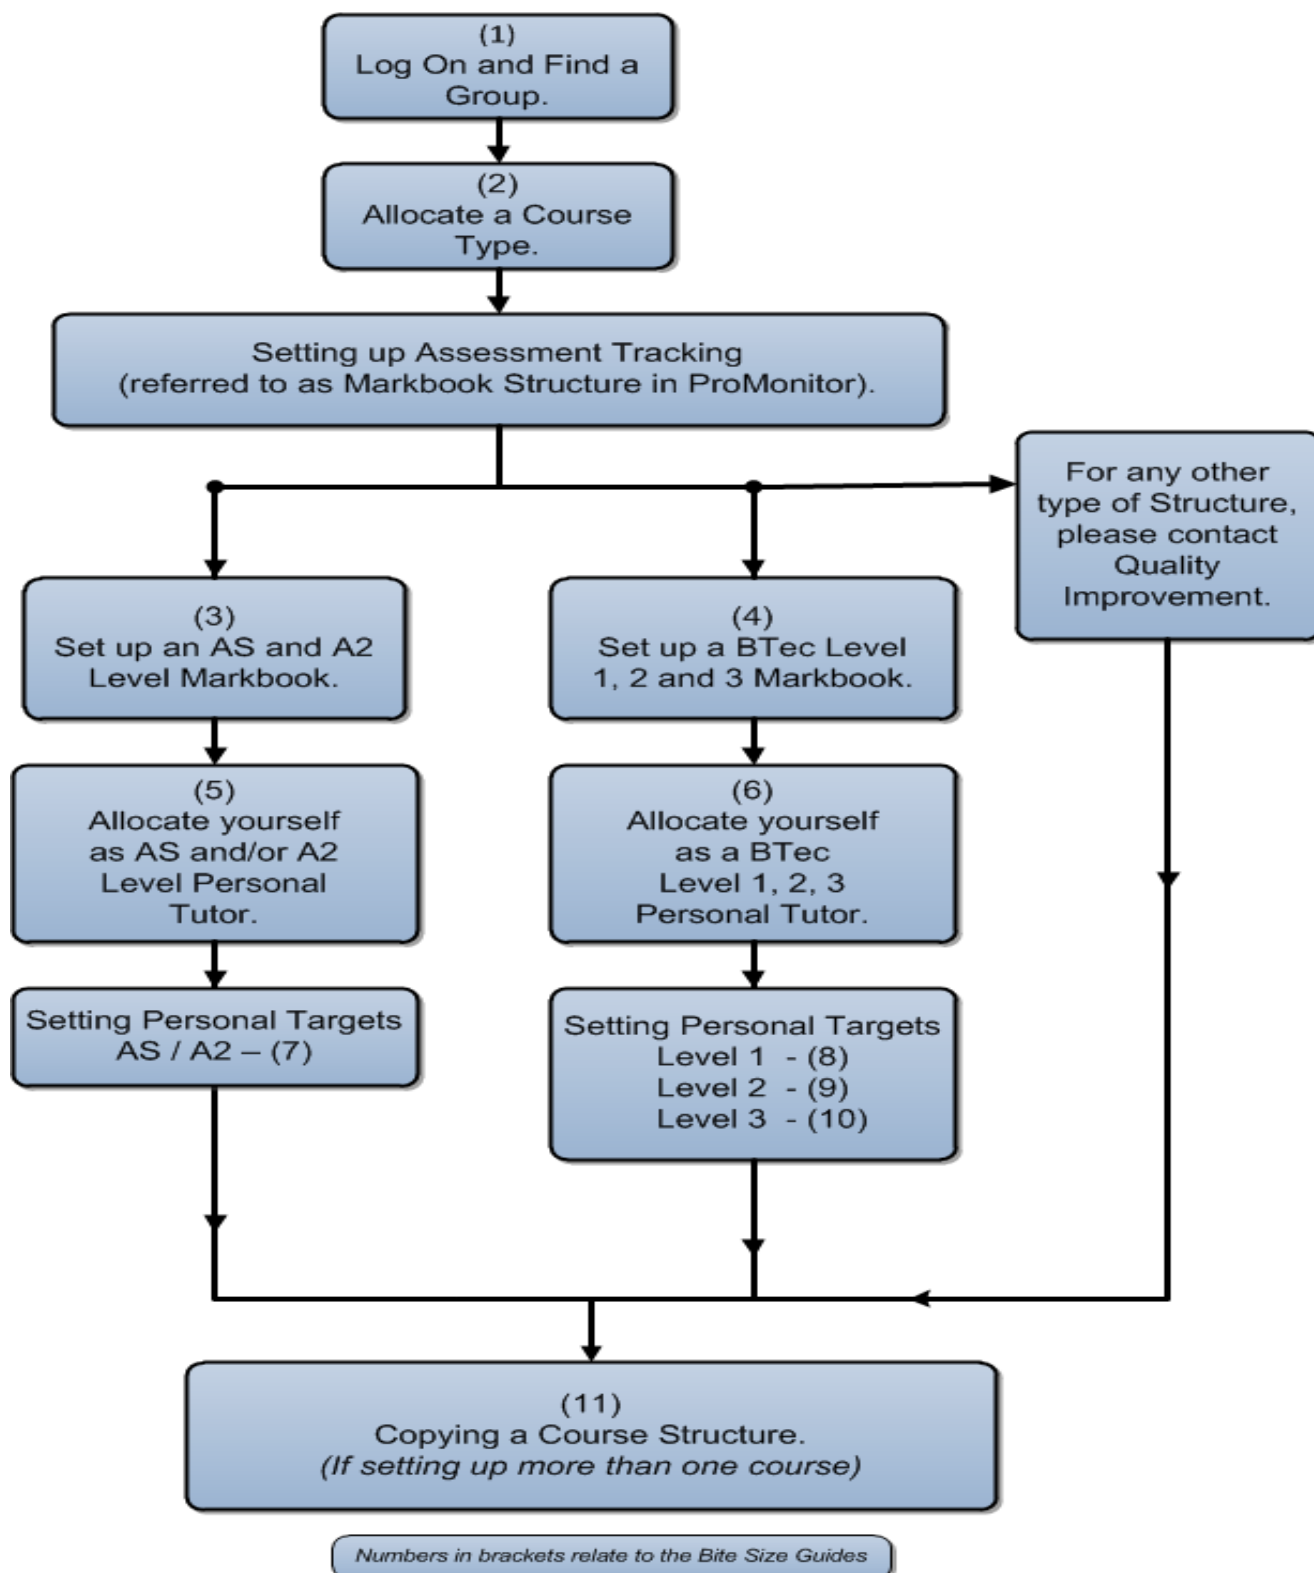 (1)
Log On and Find a
Group.
(2)
Allocate a Course
Type.
Setting up Assessment Tracking
(referred to as Markbook Structure in ProMonitor).
For any other
type of Structure,
please contact
Quality
Improvement.
(3)
Set up an AS and A2
Level Markbook.
(4)
Set up a BTec Level
1, 2 and 3 Markbook.
(5)
Allocate yourself
as AS and/or A2
Level Personal
Tutor.
(6)
Allocate yourself
as a BTec
Level 1, 2, 3
Personal Tutor.
Setting Personal Targets
AS / A2 – (7)
Setting Personal Targets
Level 1 - (8)
Level 2 - (9)
Level 3 - (10)
(11)
Copying a Course Structure.
(If setting up more than one course)
Numbers in brackets relate to the Bite Size Guides